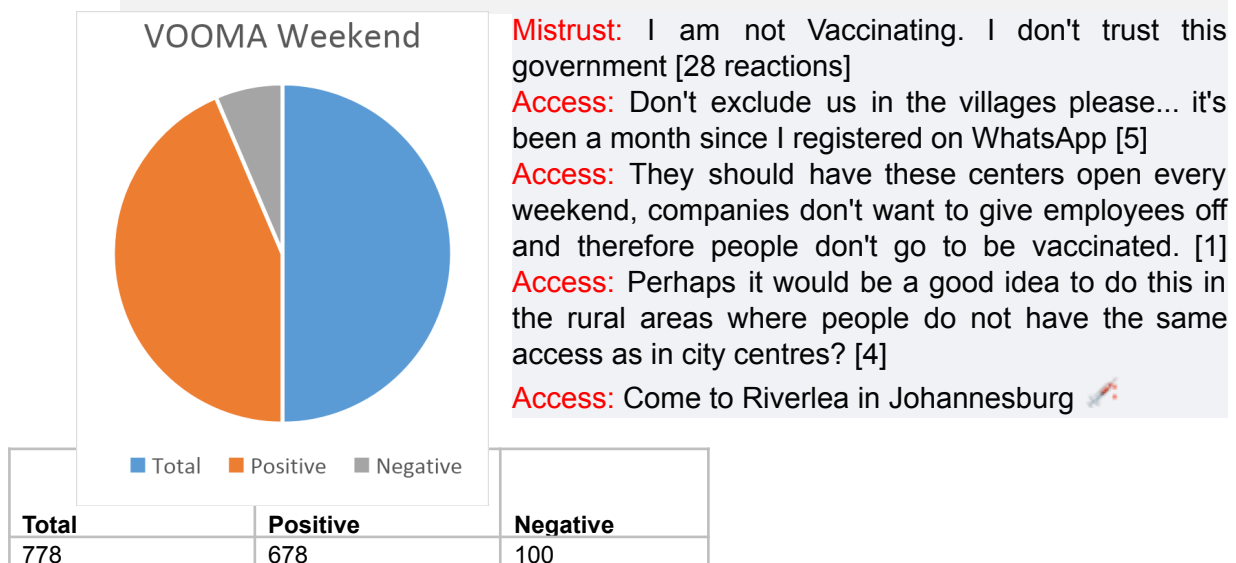 VOOMA Weekend
Total Positive Negative
Mistrust: I am not Vaccinating. I don't trust this
government [28 reactions]
Access: Don't exclude us in the villages please... it's
been a month since I registered on WhatsApp [5]
Access: They should have these centers open every
weekend, companies don't want to give employees off
and therefore people don't go to be vaccinated. [1]
Access: Perhaps it would be a good idea to do this in
the rural areas where people do not have the same
access as in city centres? [4]
Access: Come to Riverlea in Johannesburg
Total Positive Negative
778 678 100